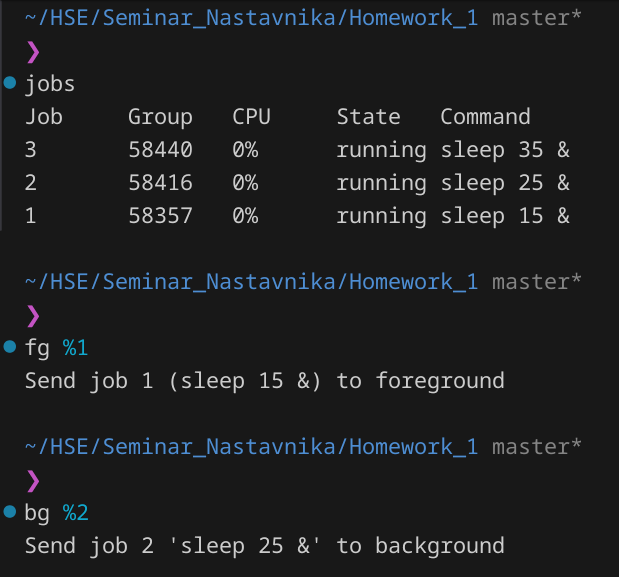 ~/HSE/Seminar_Nastavnika/Homework_1 master*
❯
jobs
Job Group CPU State Command
3 58440 0% running sleep 35 &
2 58416 0% running sleep 25 &
1 58357 0% running sleep 15 &
~/HSE/Seminar_Nastavnika/Homework_1 master*
❯
fg %1
Send job 1 (sleep 15 &) to foreground
~/HSE/Seminar_Nastavnika/Homework_1 master*
❯
bg %2
Send job 2 'sleep 25 &' to background